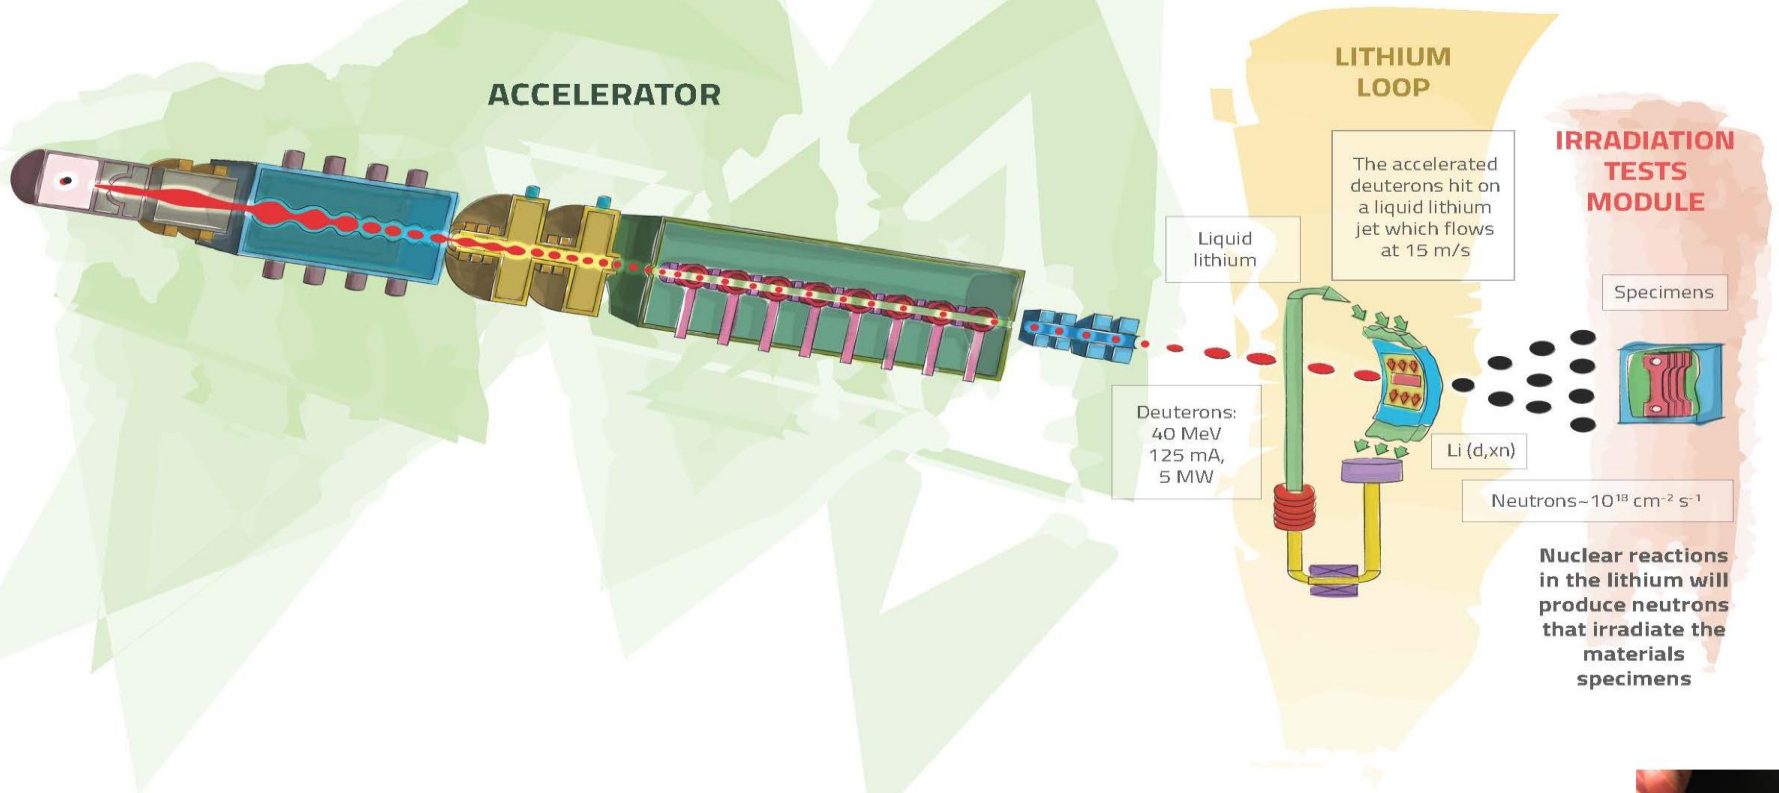 ACCELERATOR
LITHIUM
LOOP
IRRADIATION
TESTS
MODULE
The accelerated
deuterons hit on
a liquid lithium
jet which flows
at 15 m/s
Liquid
lithium
Specimens
Deuterons:
40 MeV
125 mA,
5 MW
Li (d,xn)
Neutrons~10¹⁸ cm⁻² s⁻¹
Nuclear reactions
in the lithium will
produce neutrons
that irradiate the
materials
specimens